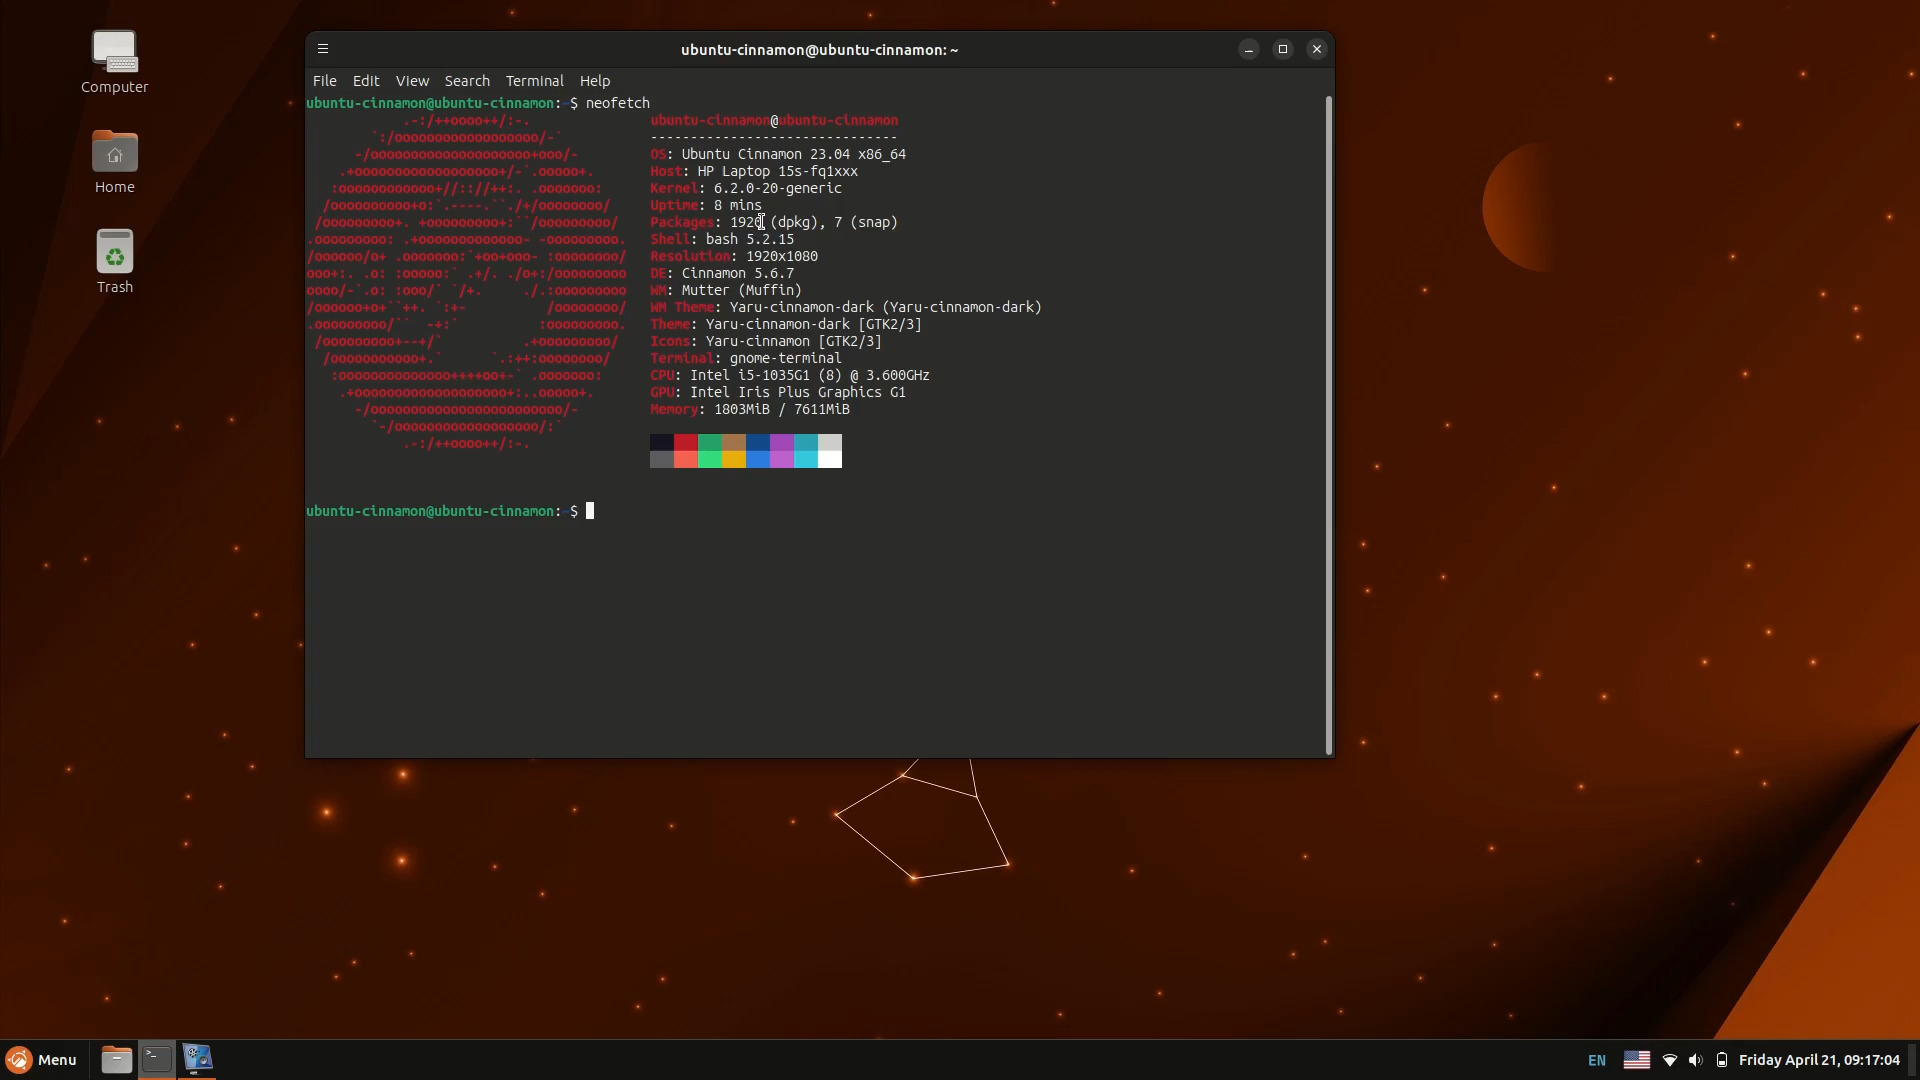 Computer
Home
Trash
ubuntu-cinnamon@ubuntu-cinnamon: ~
File Edit View Search Terminal Help
ubuntu-cinnamon@ubuntu-cinnamon:~$ neofetch
ubuntu-cinnamon@ubuntu-cinnamon
-------------------------------
OS: Ubuntu Cinnamon 23.04 x86_64
Host: HP Laptop 15s-fq1xxx
Kernel: 6.2.0-20-generic
Uptime: 8 mins
Packages: 1920 (dpkg), 7 (snap)
Shell: bash 5.2.15
Resolution: 1920x1080
DE: Cinnamon 5.6.7
WM: Mutter (Muffin)
WM Theme: Yaru-cinnamon-dark (Yaru-cinnamon-dark)
Theme: Yaru-cinnamon-dark [GTK2/3]
Icons: Yaru-cinnamon [GTK2/3]
Terminal: gnome-terminal
CPU: Intel i5-1035G1 (8) @ 3.600GHz
GPU: Intel Iris Plus Graphics G1
Memory: 1803MiB / 7611MiB
ubuntu-cinnamon@ubuntu-cinnamon:~$
Menu
EN
Friday April 21, 09:17:04